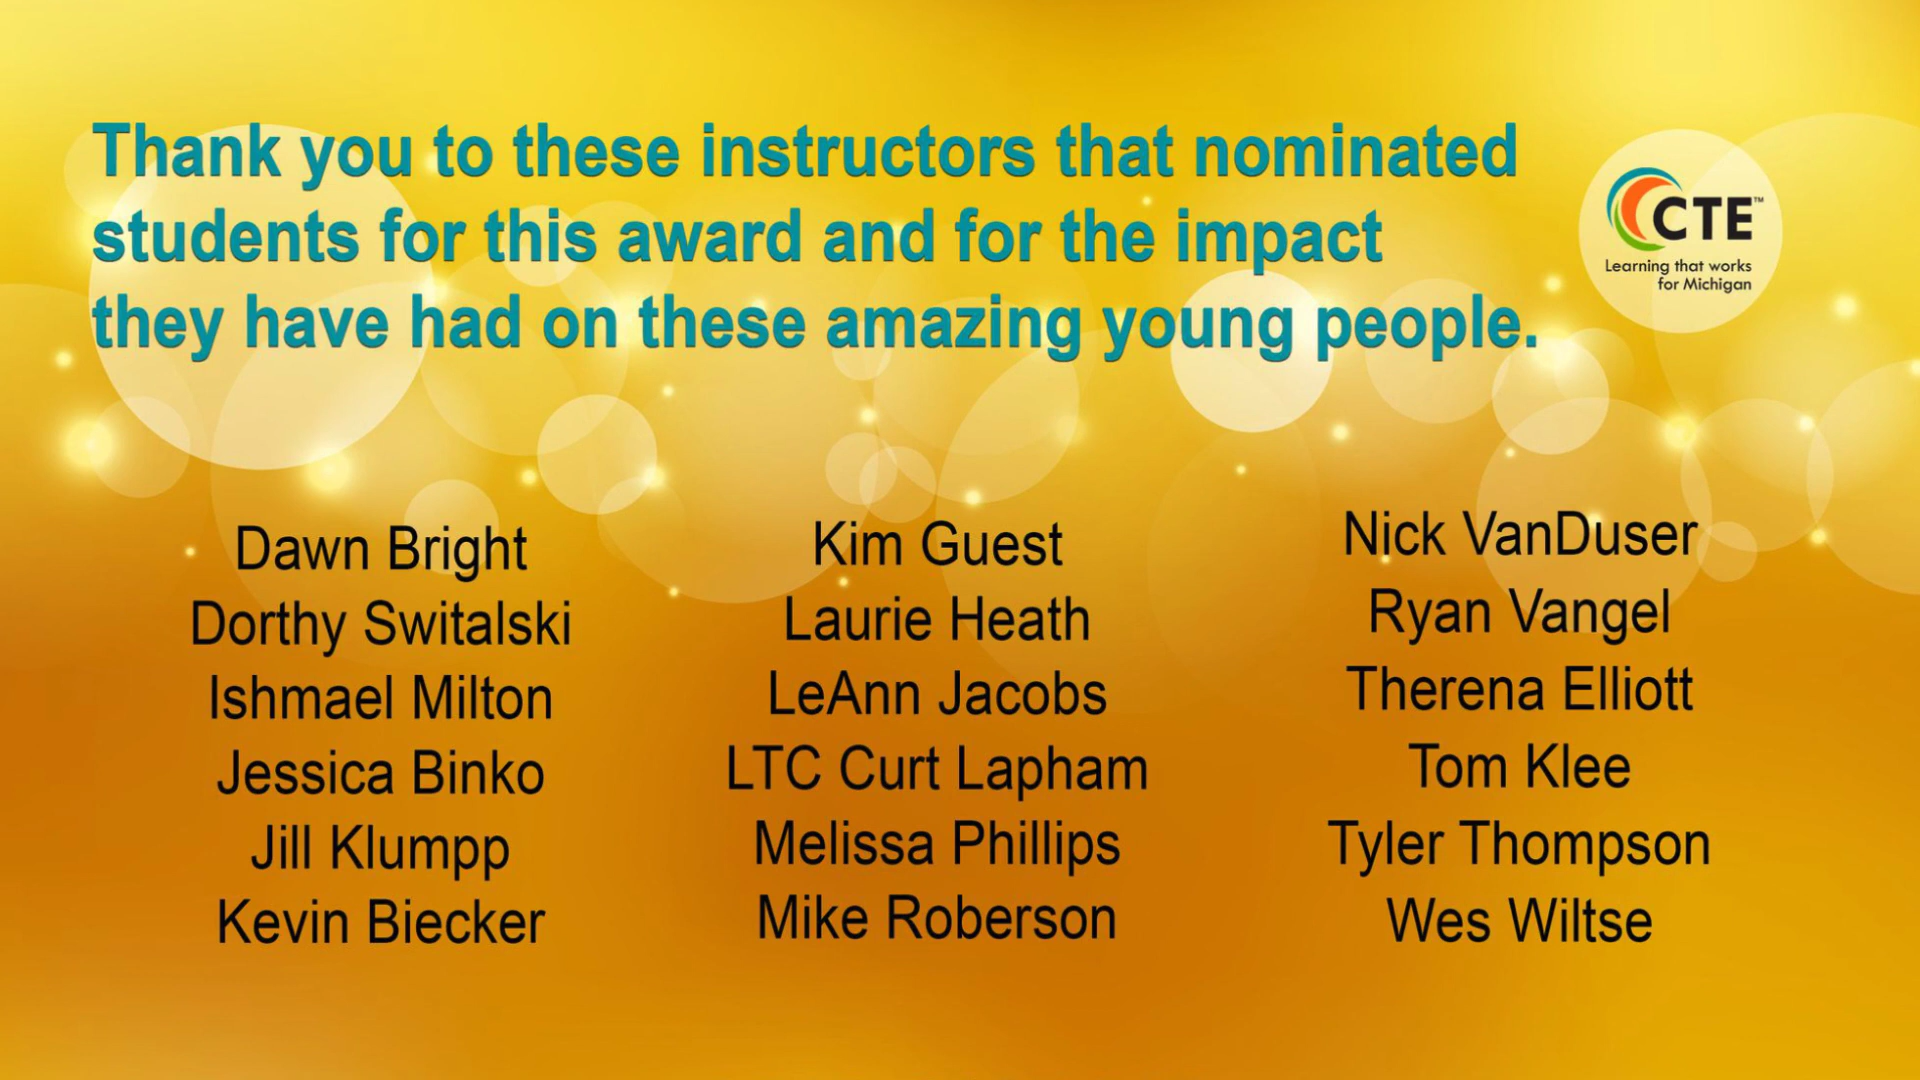 Thank you to these instructors that nominated
students for this award and for the impact
they have had on these amazing young people.
CTE™
Learning that works
for Michigan
Dawn Bright
Dorthy Switalski
Ishmael Milton
Jessica Binko
Jill Klumpp
Kevin Biecker
Kim Guest
Laurie Heath
LeAnn Jacobs
LTC Curt Lapham
Melissa Phillips
Mike Roberson
Nick VanDuser
Ryan Vangel
Therena Elliott
Tom Klee
Tyler Thompson
Wes Wiltse